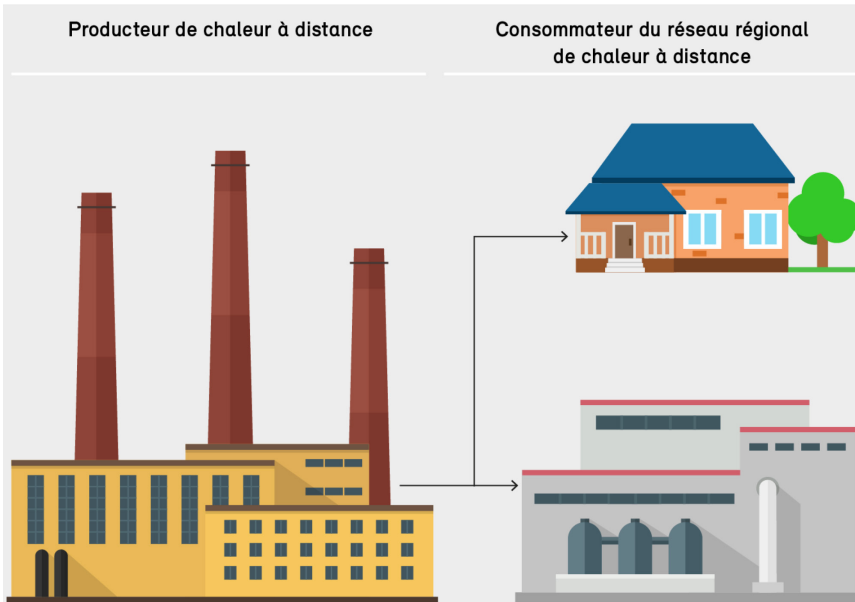 Producteur de chaleur à distance
Consommateur du réseau régional
de chaleur à distance